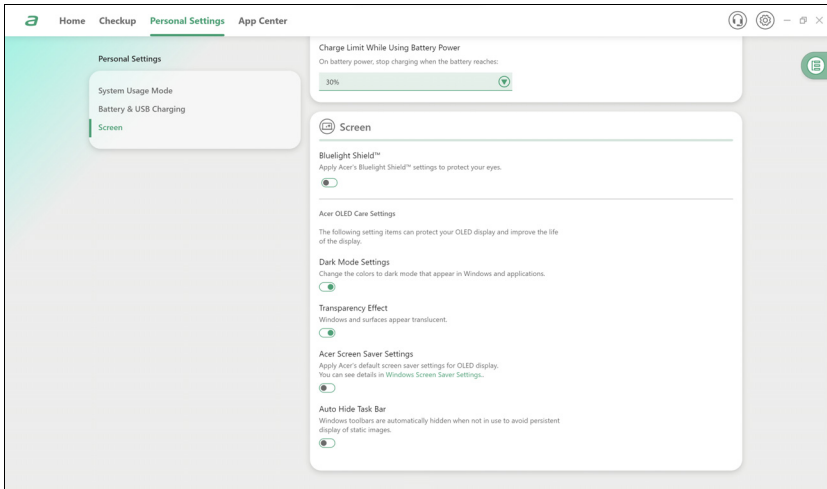 a Home Checkup Personal Settings App Center
Personal Settings
System Usage Mode
Battery & USB Charging
Screen
Charge Limit While Using Battery Power
On battery power, stop charging when the battery reaches:
30%
Screen
Bluelight Shield™
Apply Acer's Bluelight Shield™ settings to protect your eyes.
Acer OLED Care Settings
The following setting items can protect your OLED display and improve the life
of the display.
Dark Mode Settings
Change the colors to dark mode that appear in Windows and applications.
Transparency Effect
Windows and surfaces appear translucent.
Acer Screen Saver Settings
Apply Acer's default screen saver settings for OLED display.
You can see details in Windows Screen Saver Settings..
Auto Hide Task Bar
Windows toolbars are automatically hidden when not in use to avoid persistent
display of static images.